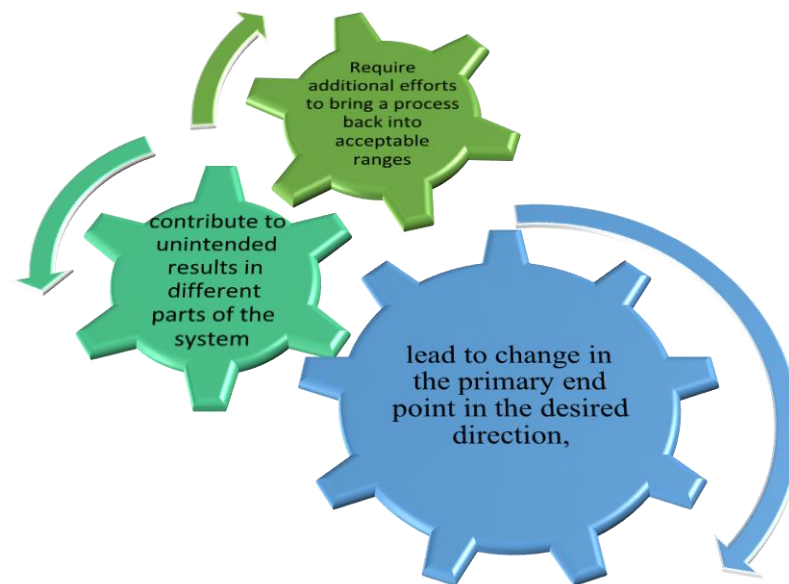 Require
additional efforts
to bring a process
back into
acceptable
ranges
contribute to
unintended
results in
different
parts of the
system
lead to change in
the primary end
point in the desired
direction,